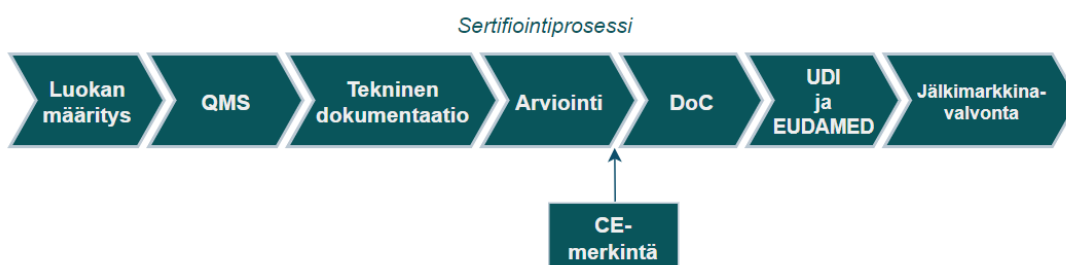 Sertifiointiprosessi
Luokan
määritys
QMS
Tekninen
dokumentaatio
Arviointi
DoC
UDI
ja
EUDAMED
Jälkimarkkina-
valvonta
CE-
merkintä